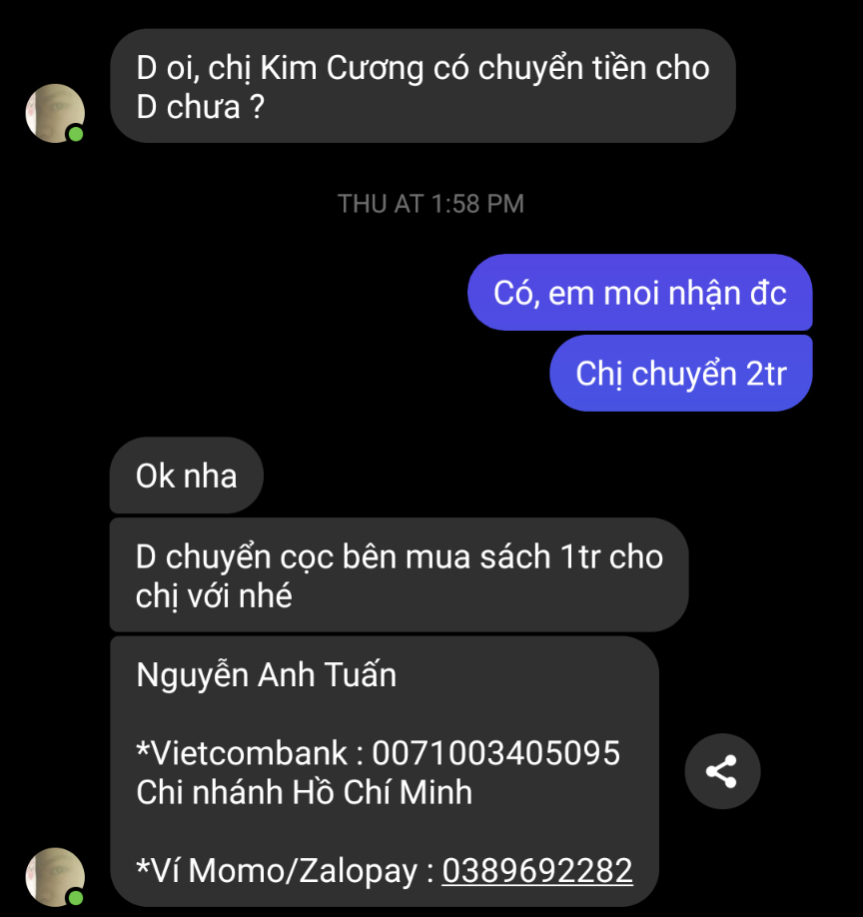 D oi, chị Kim Cương có chuyển tiền cho
D chưa ?
THU AT 1:58 PM
Có, em moi nhận đc
Chị chuyển 2tr
Ok nha
D chuyển cọc bên mua sách 1tr cho
chị với nhé
Nguyễn Anh Tuấn
*Vietcombank : 0071003405095
Chi nhánh Hồ Chí Minh
*Ví Momo/Zalopay : 0389692282